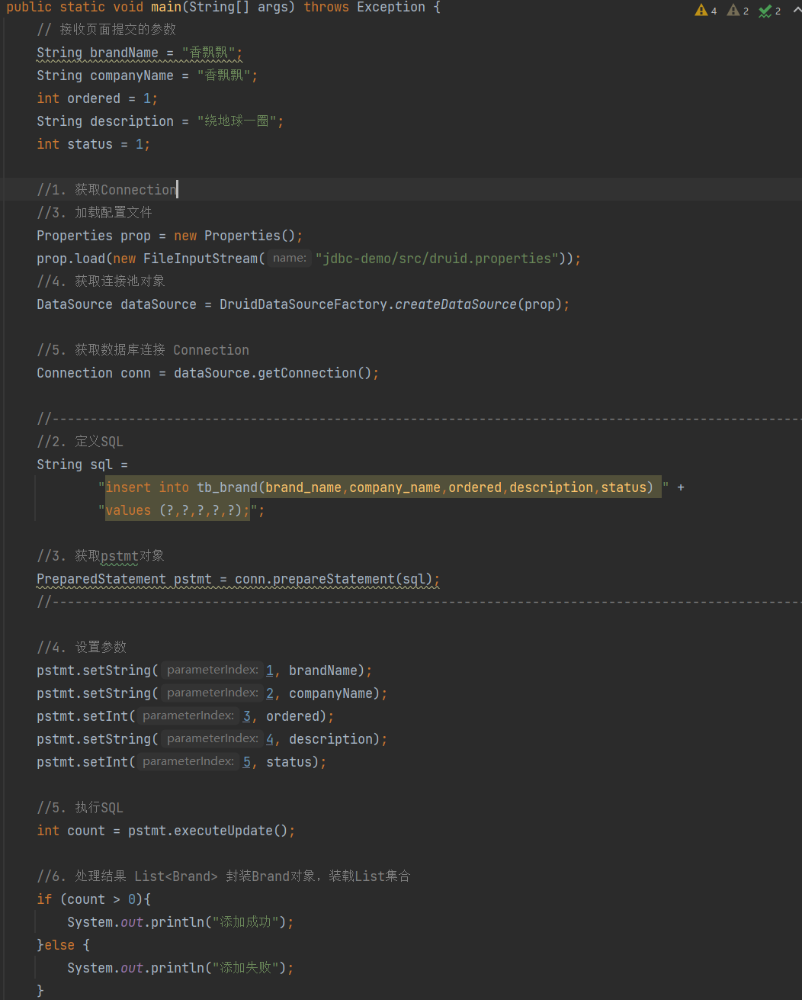 public static void main(String[] args) throws Exception {
4 2 2
// 接收页面提交的参数
String brandName = "香飘飘";
String companyName = "香飘飘";
int ordered = 1;
String description = "绕地球一圈";
int status = 1;
//1. 获取Connection
//3. 加载配置文件
Properties prop = new Properties();
prop.load(new FileInputStream( name: "jdbc-demo/src/druid.properties"));
//4. 获取连接池对象
DataSource dataSource = DruidDataSourceFactory.createDataSource(prop);
//5. 获取数据库连接 Connection
Connection conn = dataSource.getConnection();
//---------------------------------------------------------------------------------------------------
//2. 定义SQL
String sql =
"insert into tb_brand(brand_name,company_name,ordered,description,status) " +
"values (?,?,?,?,?);";
//3. 获取pstmt对象
PreparedStatement pstmt = conn.prepareStatement(sql);
//---------------------------------------------------------------------------------------------------
//4. 设置参数
pstmt.setString( parameterIndex: 1, brandName);
pstmt.setString( parameterIndex: 2, companyName);
pstmt.setInt( parameterIndex: 3, ordered);
pstmt.setString( parameterIndex: 4, description);
pstmt.setInt( parameterIndex: 5, status);
//5. 执行SQL
int count = pstmt.executeUpdate();
//6. 处理结果 List<Brand> 封装Brand对象，装载List集合
if (count > 0){
System.out.println("添加成功");
}else {
System.out.println("添加失败");
}